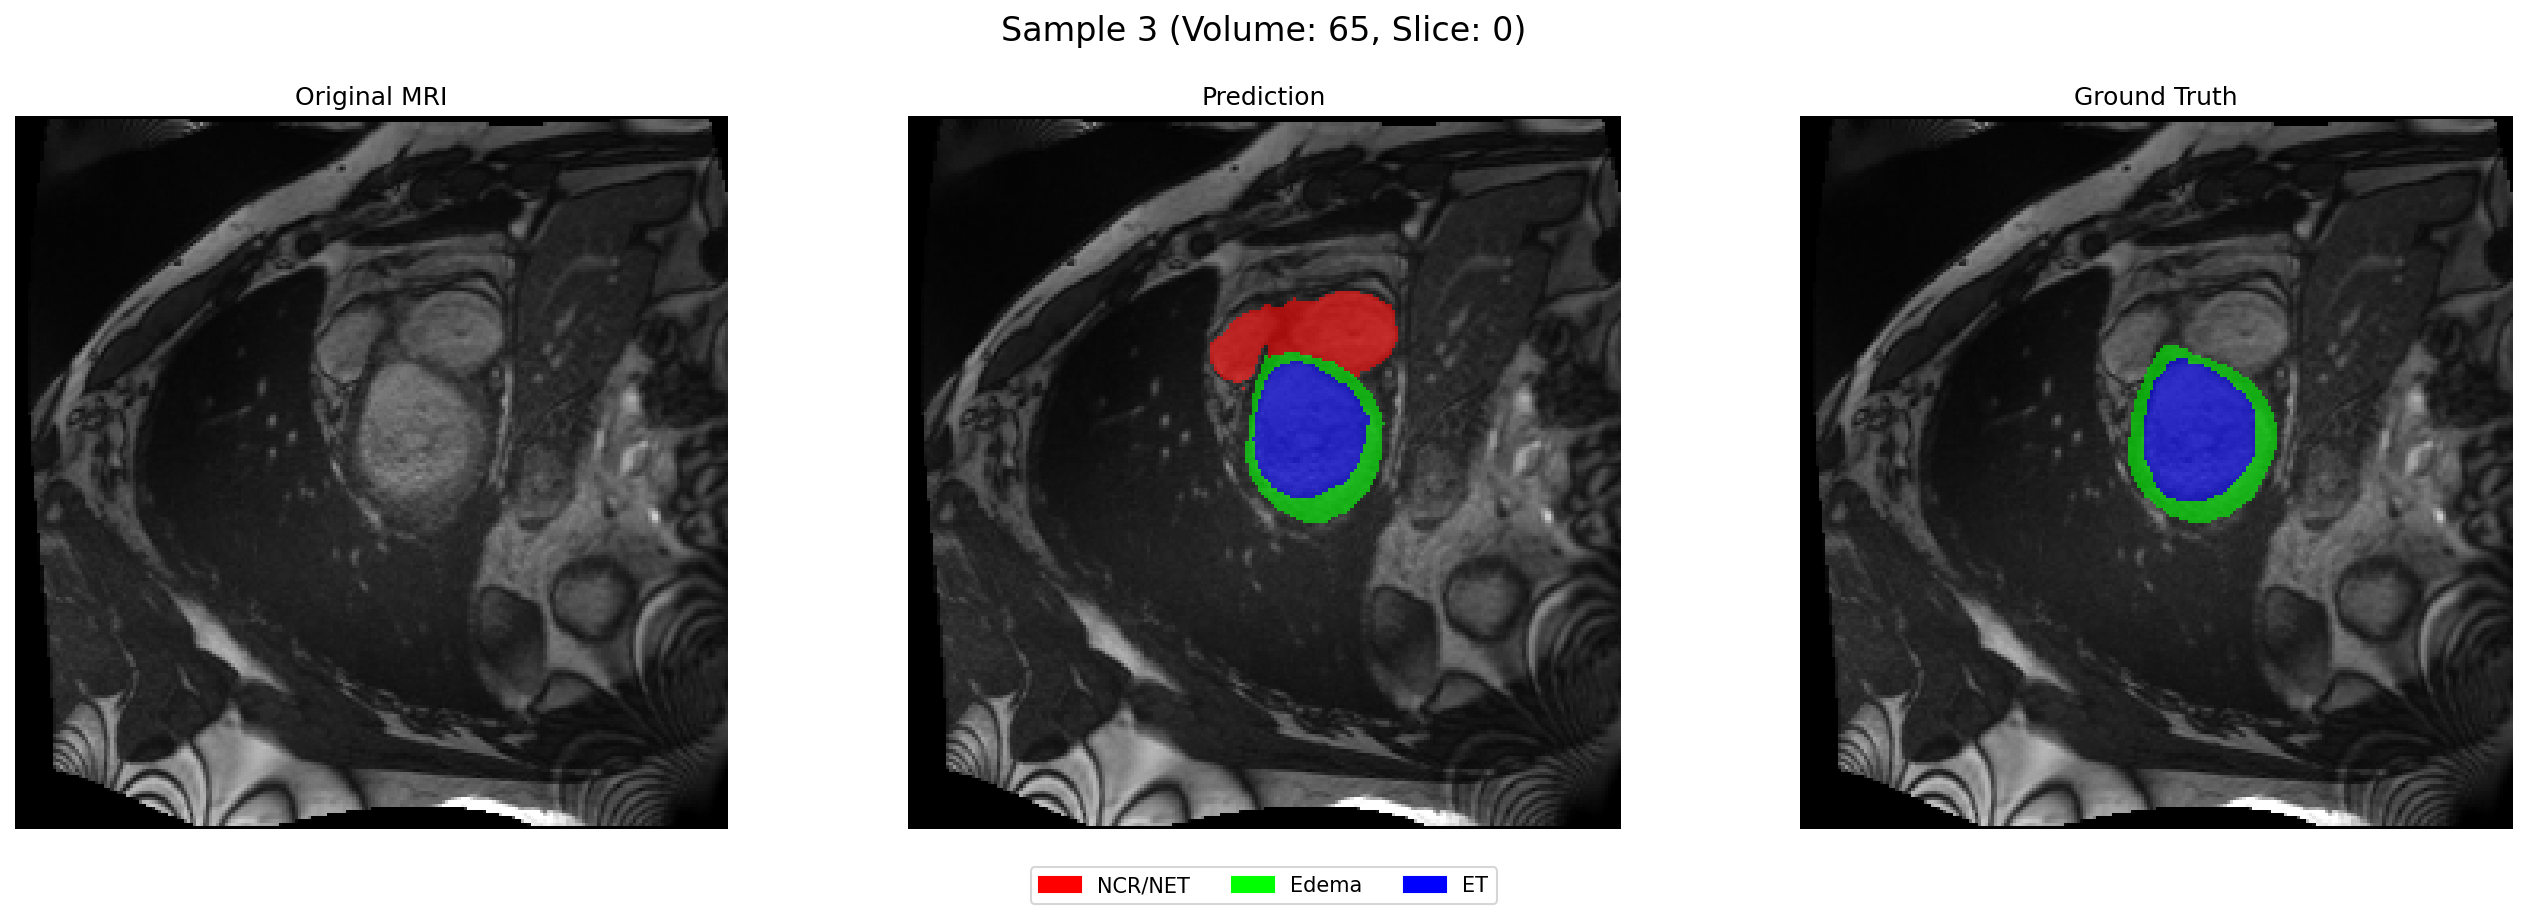 Sample 3 (Volume: 65, Slice: 0)
Original MRI
Prediction
Ground Truth
NCR/NET
Edema
ET